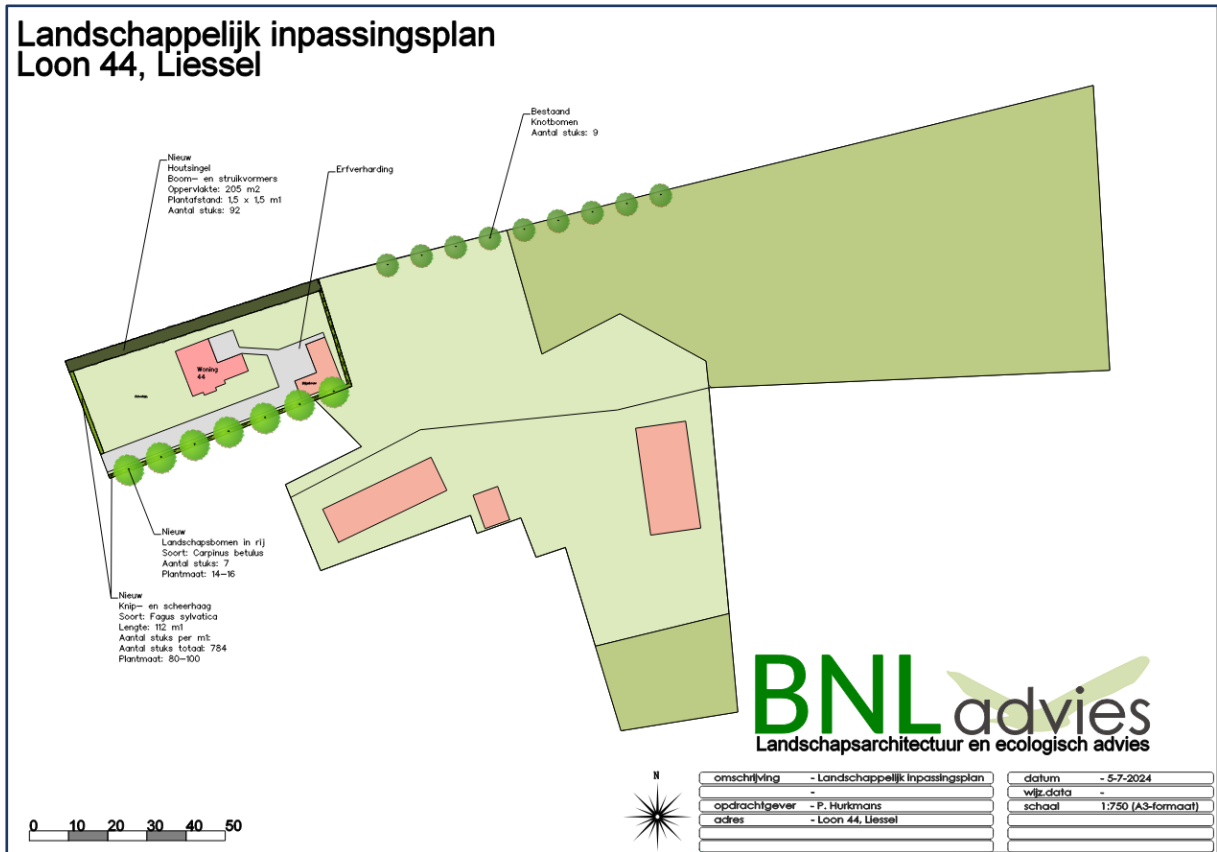 Landschappelijk inpassingsplan
Loon 44, Liessel
Bestaand
Knotbomen
Aantal stuks: 9
Nieuw
Houtsingel
Boom- en struikvormers
Oppervlakte: 205 m2
Plantafstand: 1,5 x 1,5 m1
Aantal stuks: 92
Erfverharding
Woning
44
Nieuw
Landschapsbomen in rij
Soort: Carpinus betulus
Aantal stuks: 7
Plantmaat: 14-16
Nieuw
Knip- en scheerhaag
Soort: Fagus sylvatica
Lengte: 112 m1
Aantal stuks per m1:
Aantal stuks totaal: 784
Plantmaat: 80-100
BNL advies
Landschapsarchitectuur en ecologisch advies
N
omschrijving - Landschappelijk inpassingsplan
-
opdrachtgever - P. Hurkmans
adres - Loon 44, Liessel
datum - 5-7-2024
wijz.data -
schaal 1:750 (A3-formaat)
0 10 20 30 40 50